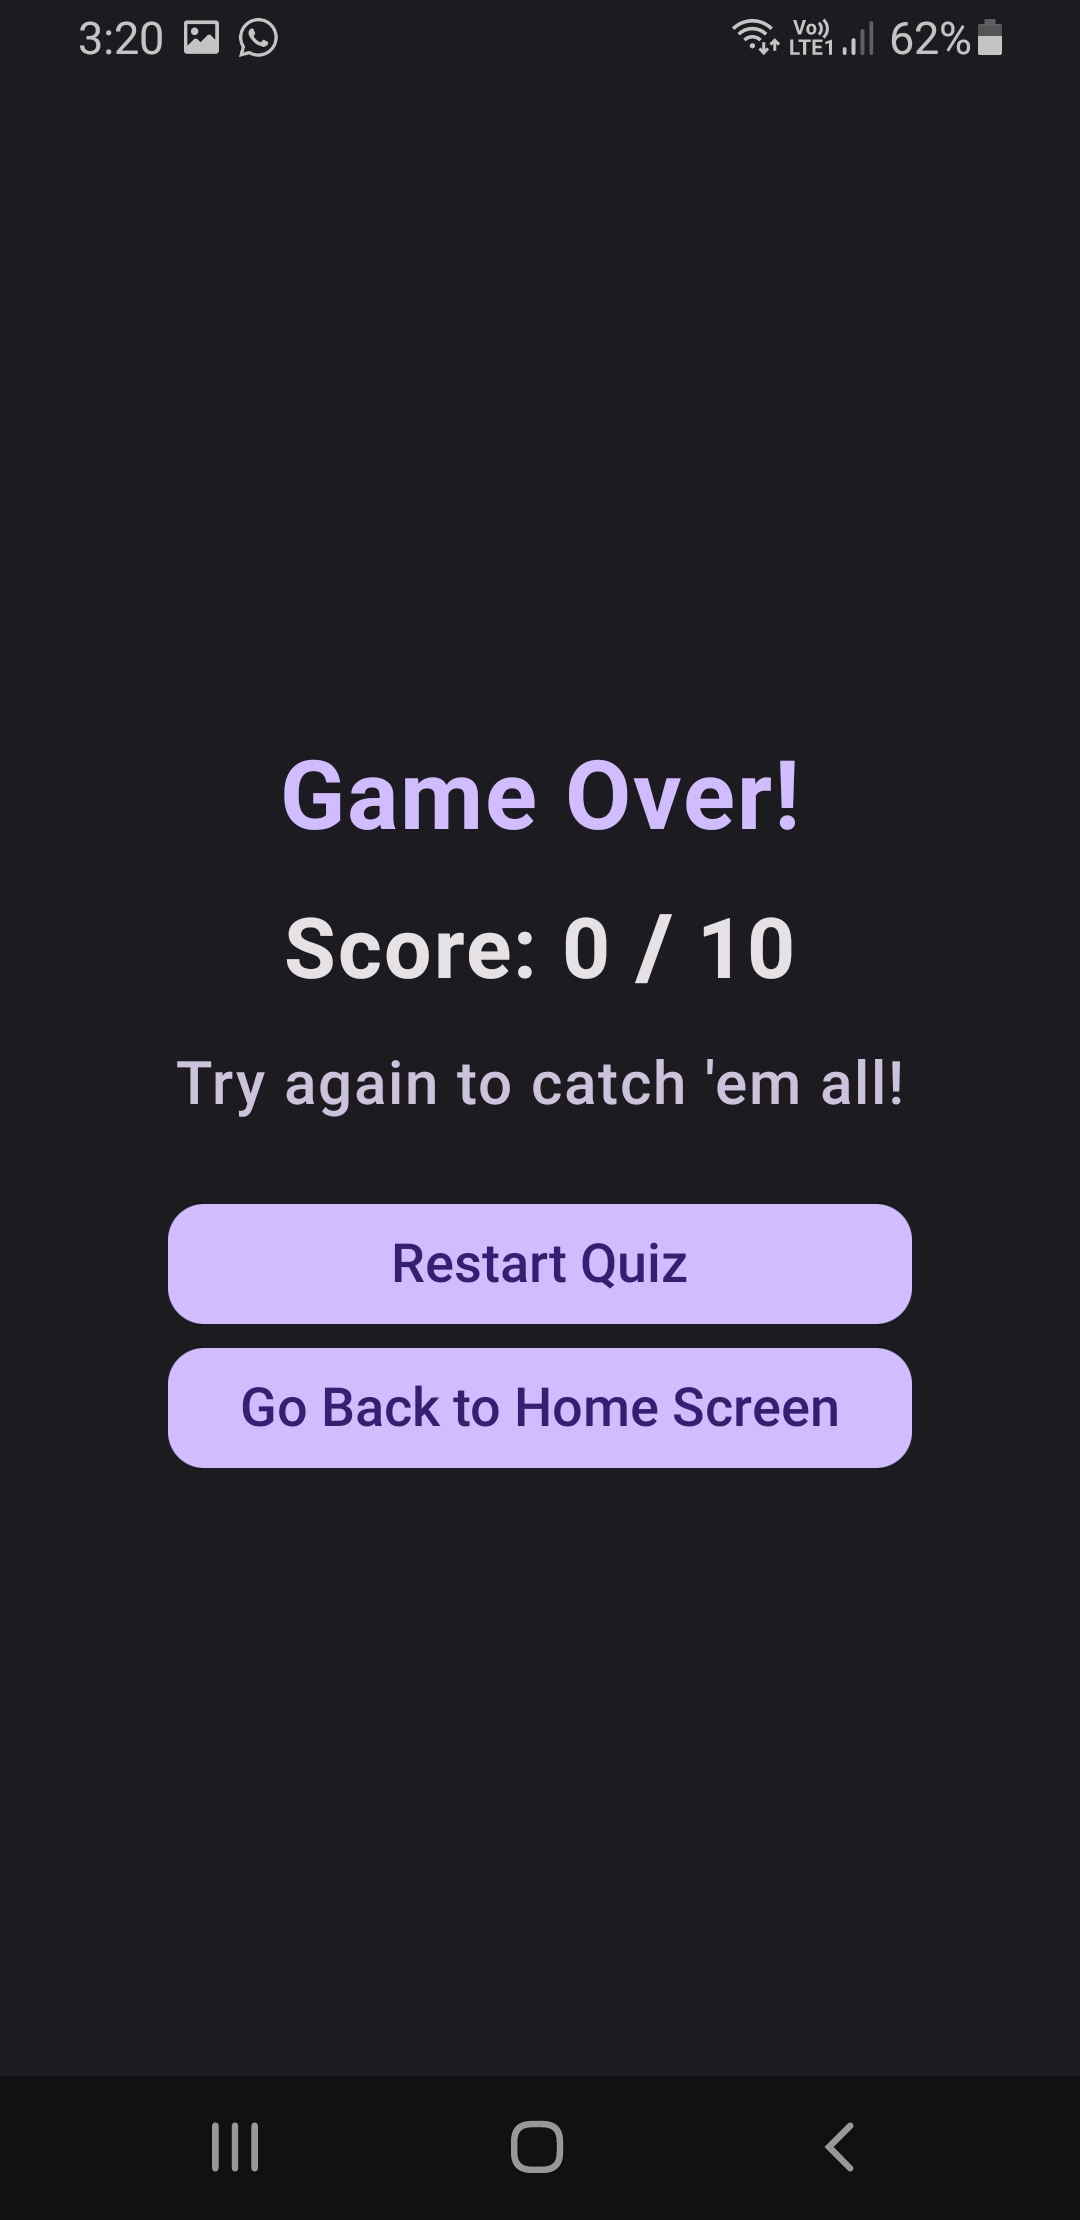 3:20 Vo)) LTE1 62%
Game Over!
Score: 0 / 10
Try again to catch 'em all!
Restart Quiz
Go Back to Home Screen